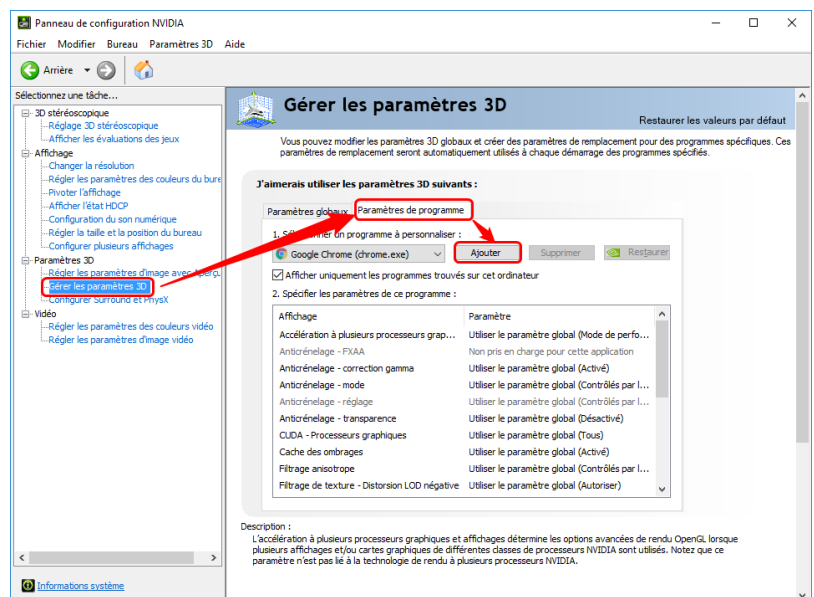 Panneau de configuration NVIDIA
Fichier Modifier Bureau Paramètres 3D Aide
Arrière
Sélectionnez une tâche...
3D stéréoscopique
Réglage 3D stéréoscopique
Afficher les évaluations des jeux
Affichage
Changer la résolution
Régler les paramètres des couleurs du bure
Pivoter l'affichage
Afficher l'état HDCP
Configuration du son numérique
Régler la taille et la position du bureau
Configurer plusieurs affichages
Paramètres 3D
Régler les paramètres d'image avec Aperçu
Gérer les paramètres 3D
Configurer Surround et PhysX
Vidéo
Régler les paramètres des couleurs vidéo
Régler les paramètres d'image vidéo
Informations système
Gérer les paramètres 3D
Restaurer les valeurs par défaut
Vous pouvez modifier les paramètres 3D globaux et créer des paramètres de remplacement pour des programmes spécifiques. Ces
paramètres de remplacement seront automatiquement utilisés à chaque démarrage des programmes spécifiés.
J'aimerais utiliser les paramètres 3D suivants :
Paramètres globaux Paramètres de programme
1. Sélectionner un programme à personnaliser :
Google Chrome (chrome.exe) Ajouter Supprimer Restaurer
Afficher uniquement les programmes trouvés sur cet ordinateur
2. Spécifier les paramètres de ce programme :
Affichage Paramètre
Accélération à plusieurs processeurs grap... Utiliser le paramètre global (Mode de perfo...
Anticrénelage - FXAA Non pris en charge pour cette application
Anticrénelage - correction gamma Utiliser le paramètre global (Activé)
Anticrénelage - mode Utiliser le paramètre global (Contrôlés par l...
Anticrénelage - réglage Utiliser le paramètre global (Contrôlés par l...
Anticrénelage - transparence Utiliser le paramètre global (Désactivé)
CUDA - Processeurs graphiques Utiliser le paramètre global (Tous)
Cache des ombrages Utiliser le paramètre global (Activé)
Filtrage anisotrope Utiliser le paramètre global (Contrôlés par l...
Filtrage de texture - Distorsion LOD négative Utiliser le paramètre global (Autoriser)
Description :
L'accélération à plusieurs processeurs graphiques et affichages détermine les options avancées de rendu OpenGL lorsque
plusieurs affichages et/ou cartes graphiques de différentes classes de processeurs NVIDIA sont utilisés. Notez que ce
paramètre n'est pas lié à la technologie de rendu à plusieurs processeurs NVIDIA.